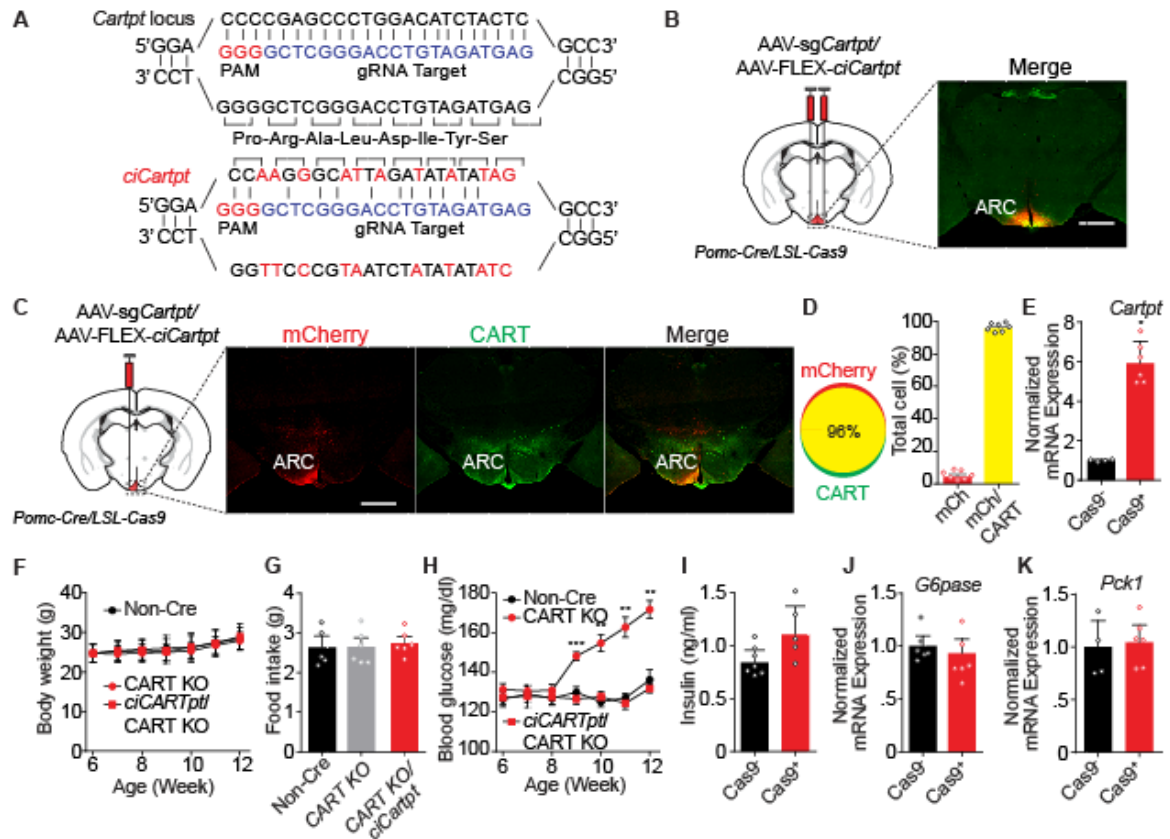 A
Cartpt locus
CCCCGAGCCCTGGACATCTACTC
5'GGA
GCC3'
GGGGCTCGGGACCTGTAGATGAG
3'CCT
CGG5'
PAM
gRNA Target
GGGGCTCGGGACCTGTAGATGAG
Pro-Arg-Ala-Leu-Asp-Ile-Tyr-Ser
ciCartpt
CCAAGGGCATTAGATATATATAG
5'GGA
GCC3'
GGGGCTCGGGACCTGTAGATGAG
3'CCT
CGG5'
PAM
gRNA Target
GGTTCCCGTAATCTATATATATC
B
AAV-sgCartpt/
AAV-FLEX-ciCartpt
Merge
ARC
Pomc-Cre/LSL-Cas9
C
AAV-sgCartpt/
AAV-FLEX-ciCartpt
mCherry
CART
Merge
ARC
ARC
ARC
Pomc-Cre/LSL-Cas9
D
mCherry
96%
CART
Total cell (%)
100
80
60
40
20
0
mCh
mCh/
CART
E
Cartpt
Normalized
mRNA Expression
8
6
4
2
0
*
Cas9-
Cas9+
F
Body weight (g)
40
30
20
10
0
Non-Cre
CART KO
ciCARTptl
CART KO
6
8
10
12
Age (Week)
G
Food intake (g)
4
3
2
1
0
Non-Cre
CART KO
CART KO/
ciCartpt
H
Blood glucose (mg/dl)
180
160
140
120
100
Non-Cre
CART KO
***
**
**
**
ciCARTptl
CART KO
6
8
10
12
Age (Week)
I
Insulin (ng/ml)
1.5
1.0
0.5
0
Cas9-
Cas9+
J
G6pase
Normalized
mRNA Expression
1.5
1.0
0.5
0
Cas9-
Cas9+
K
Pck1
Normalized
mRNA Expression
1.5
1.0
0.5
0
Cas9-
Cas9+